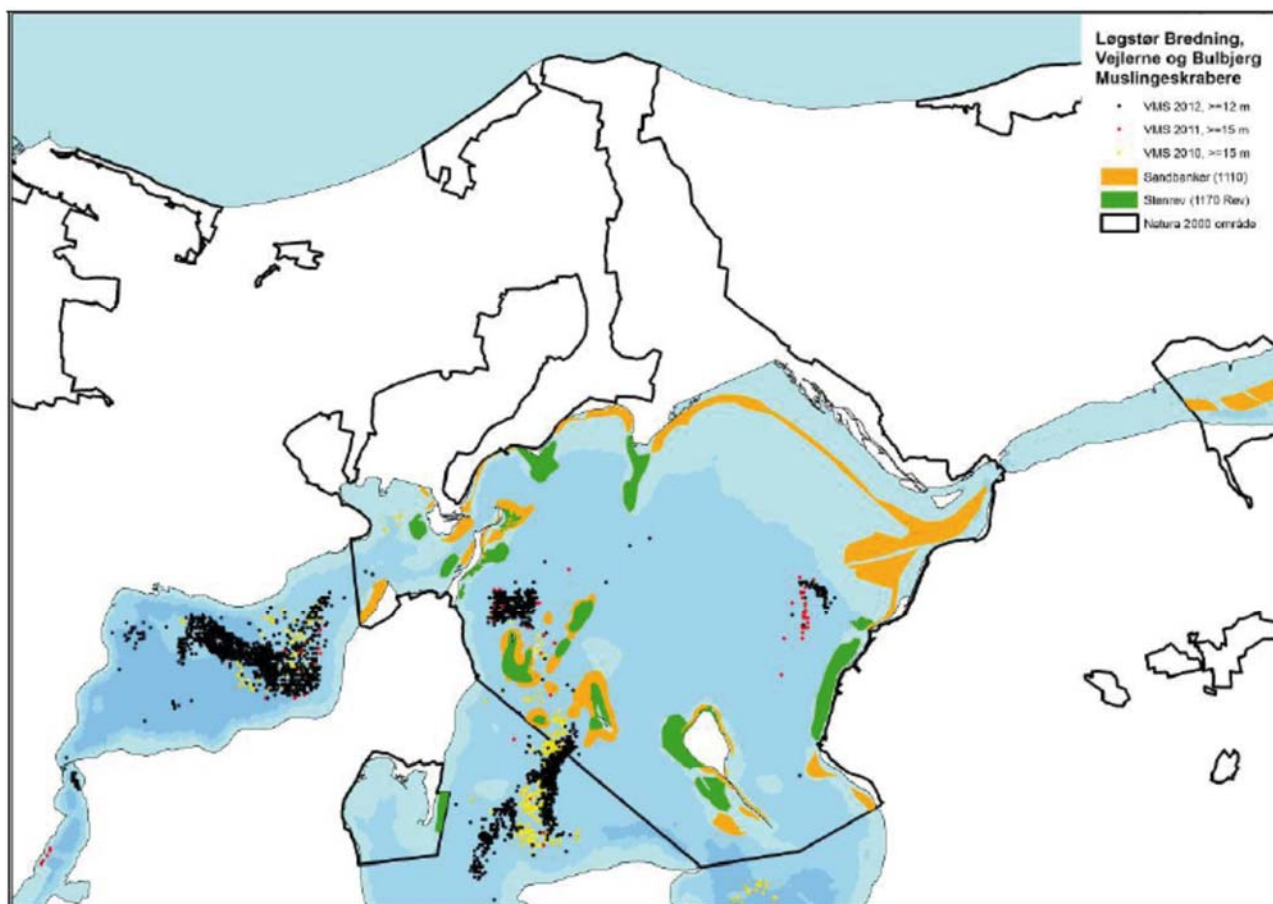 Løgstør Bredning,
Vejlerne og Bulbjerg
Muslingeskrabere
VMS 2012, >=12 m
VMS 2011, >=15 m
VMS 2010, >=15 m
Sandbanker (1110)
Stenrev (1170 Rev)
Natura 2000 område